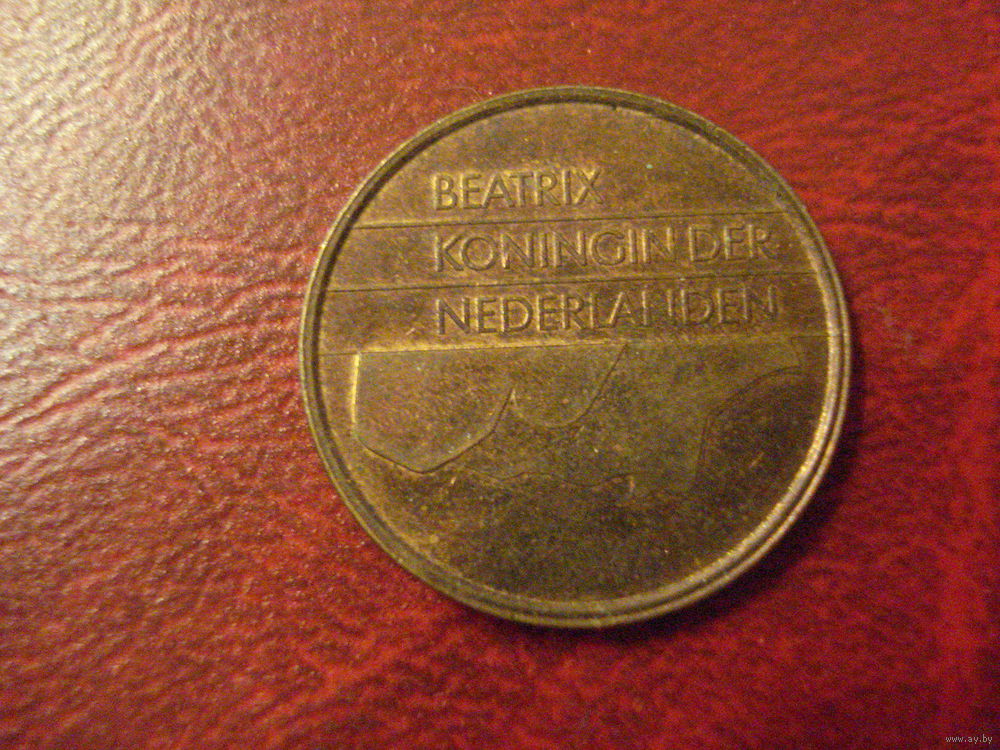 BEATRIX
KONINGIN DER
NEDERLANDEN
www.ay.by